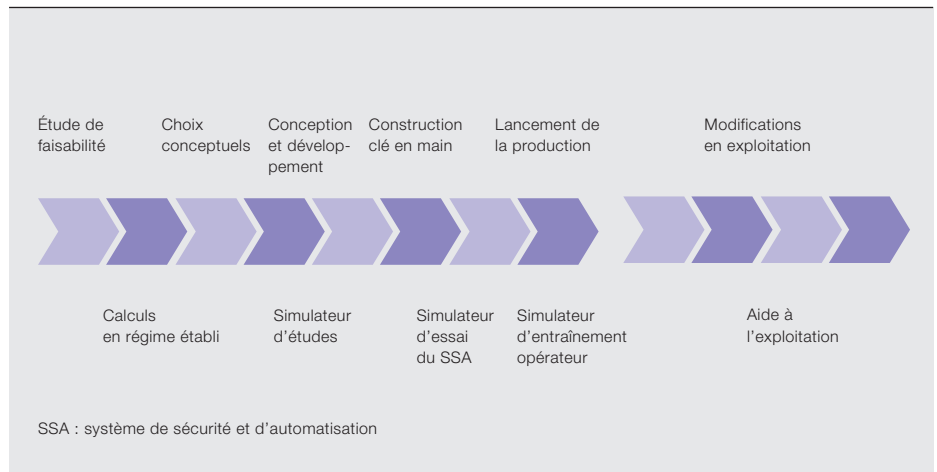 Étude de
faisabilité
Choix
conceptuels
Conception
et dévelop-
pement
Construction
clé en main
Lancement de
la production
Modifications
en exploitation
Calculs
en régime établi
Simulateur
d'études
Simulateur
d'essai
du SSA
Simulateur
d'entraînement
opérateur
Aide à
l'exploitation
SSA : système de sécurité et d'automatisation